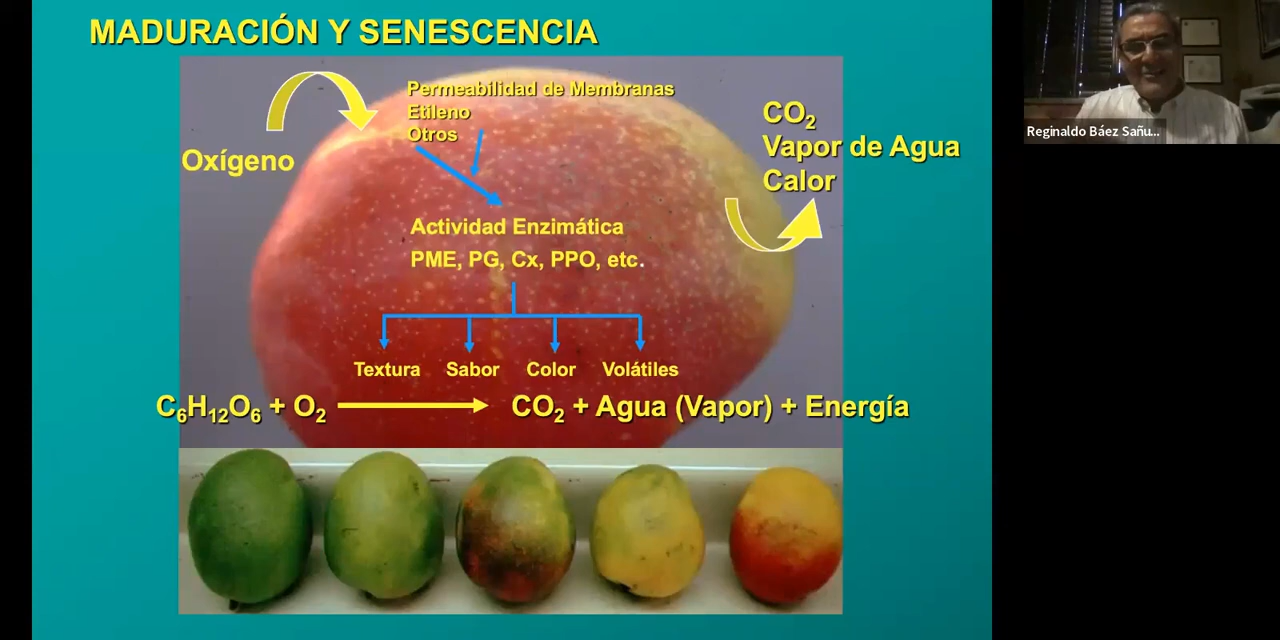 MADURACIÓN Y SENESCENCIA
Permeabilidad de Membranas
Etileno
Otros
Oxígeno
CO₂
Vapor de Agua
Calor
Actividad Enzimática
PME, PG, Cx, PPO, etc.
Textura Sabor Color Volátiles
C₆H₁₂O₆ + O₂ → CO₂ + Agua (Vapor) + Energía
Reginaldo Báez Sañu...